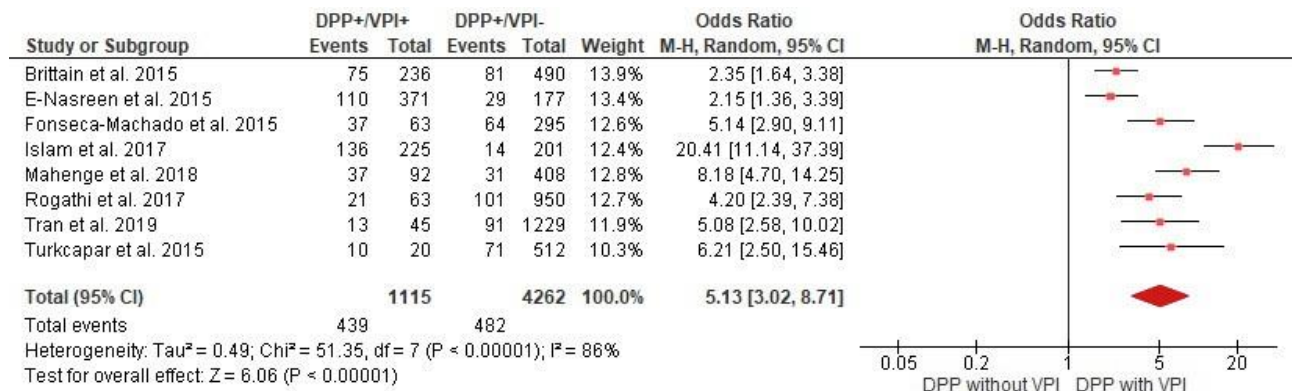 DPP+/VPI+ DPP+/VPI- Odds Ratio Odds Ratio
Study or Subgroup Events Total Events Total Weight M-H, Random, 95% CI M-H, Random, 95% CI
Brittain et al. 2015 75 236 81 490 13.9% 2.35 [1.64, 3.38]
E-Nasreen et al. 2015 110 371 29 177 13.4% 2.15 [1.36, 3.39]
Fonseca-Machado et al. 2015 37 63 64 295 12.6% 5.14 [2.90, 9.11]
Islam et al. 2017 136 225 14 201 12.4% 20.41 [11.14, 37.39]
Mahenge et al. 2018 37 92 31 408 12.8% 8.18 [4.70, 14.25]
Rogathi et al. 2017 21 63 101 950 12.7% 4.20 [2.39, 7.38]
Tran et al. 2019 13 45 91 1229 11.9% 5.08 [2.58, 10.02]
Turkcapar et al. 2015 10 20 71 512 10.3% 6.21 [2.50, 15.46]
Total (95% CI) 1115 4262 100.0% 5.13 [3.02, 8.71]
Total events 439 482
Heterogeneity: Tau² = 0.49; Chi² = 51.35, df = 7 (P < 0.00001); I² = 86%
Test for overall effect: Z = 6.06 (P < 0.00001)
0.05 0.2 1 5 20
DPP without VPI DPP with VPI